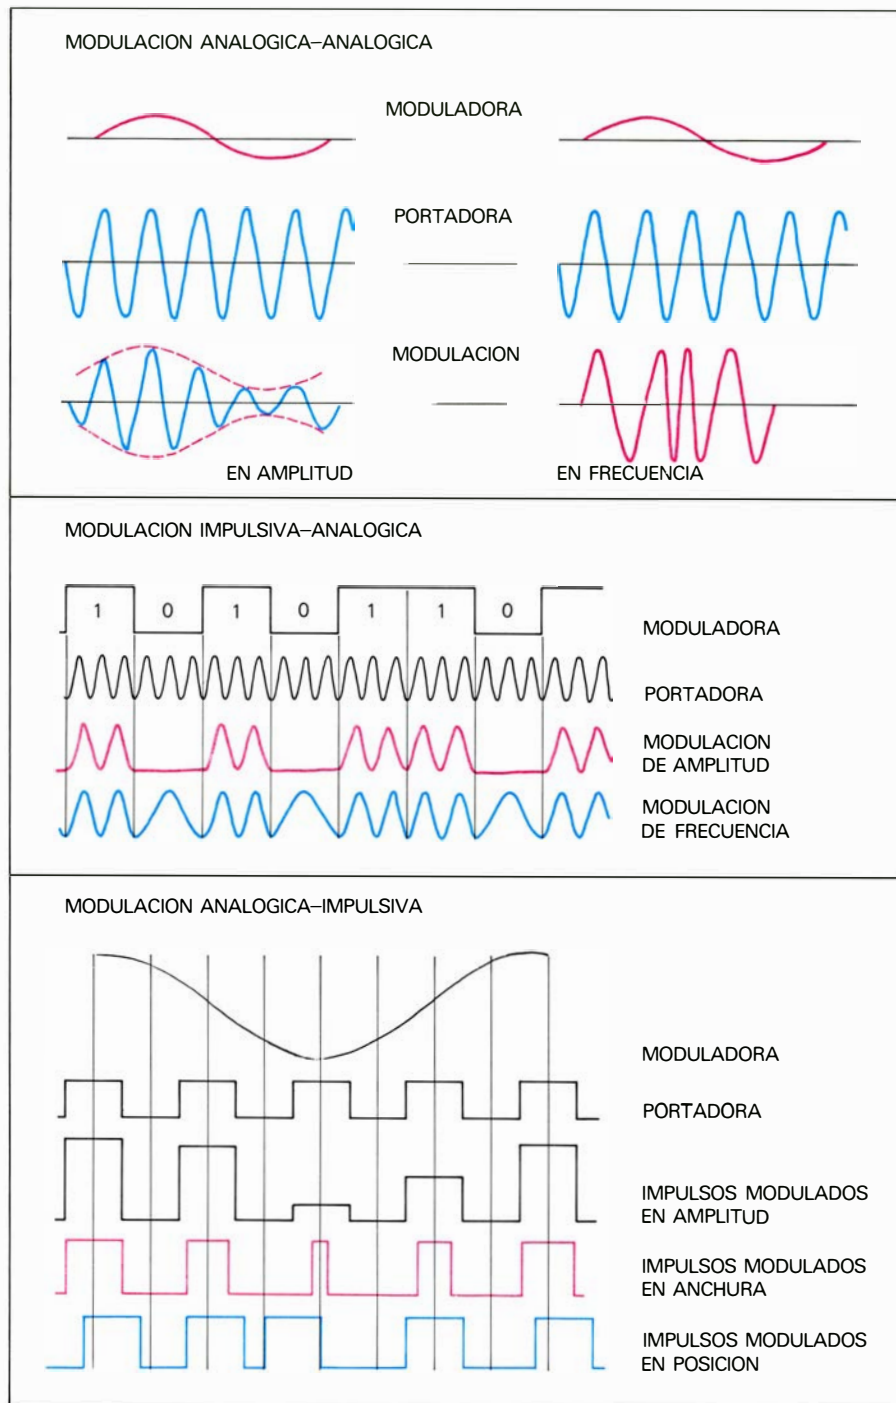 MODULACION ANALOGICA–ANALOGICA
MODULADORA
PORTADORA
MODULACION
EN AMPLITUD
EN FRECUENCIA
MODULACION IMPULSIVA–ANALOGICA
1 0 1 0 1 1 0
MODULADORA
PORTADORA
MODULACION
DE AMPLITUD
MODULACION
DE FRECUENCIA
MODULACION ANALOGICA–IMPULSIVA
MODULADORA
PORTADORA
IMPULSOS MODULADOS
EN AMPLITUD
IMPULSOS MODULADOS
EN ANCHURA
IMPULSOS MODULADOS
EN POSICION